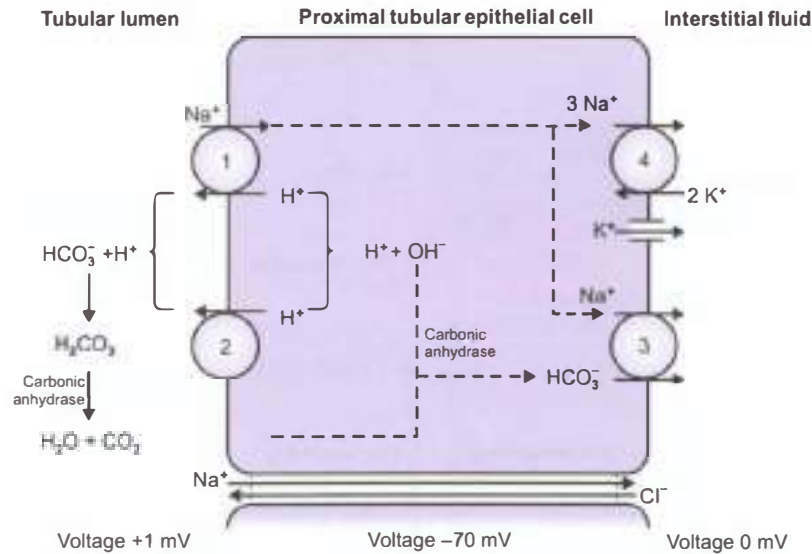 Tubular lumen
Proximal tubular epithelial cell
Interstitial fluid
Na⁺
3 Na⁺
1
4
H⁺
2 K⁺
K⁺
HCO₃⁻ + H⁺
H⁺ + OH⁻
H⁺
Na⁺
2
3
H₂CO₃
Carbonic
anhydrase
HCO₃⁻
Carbonic
anhydrase
H₂O + CO₂
Na⁺
Cl⁻
Voltage +1 mV
Voltage –70 mV
Voltage 0 mV